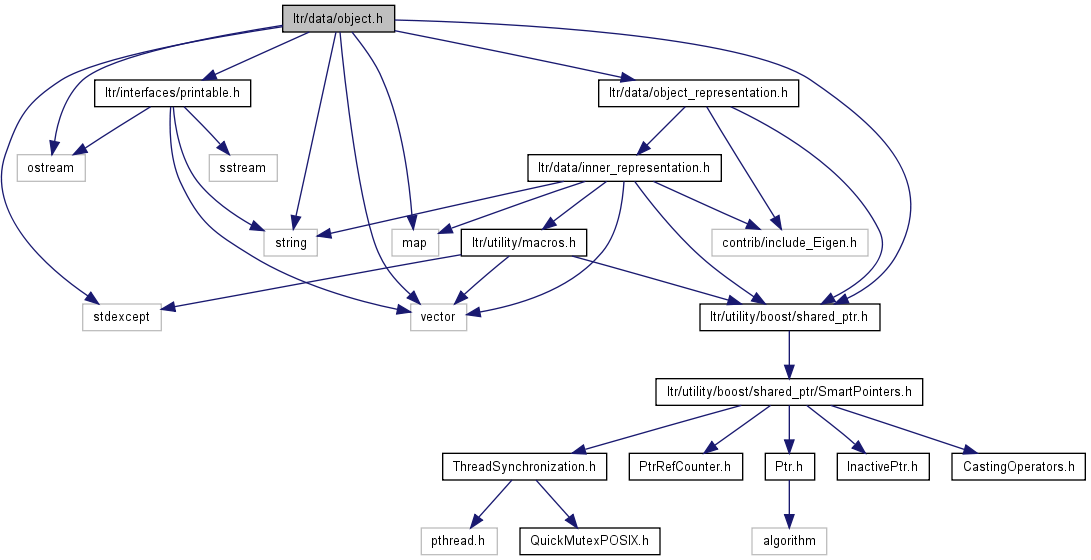 ltr/data/object.h
ltr/interfaces/printable.h
ltr/data/object_representation.h
ostream
sstream
ltr/data/inner_representation.h
string
map
ltr/utility/macros.h
contrib/include_Eigen.h
stdexcept
vector
ltr/utility/boost/shared_ptr.h
ltr/utility/boost/shared_ptr/SmartPointers.h
ThreadSynchronization.h
PtrRefCounter.h
Ptr.h
InactivePtr.h
CastingOperators.h
pthread.h
QuickMutexPOSIX.h
algorithm